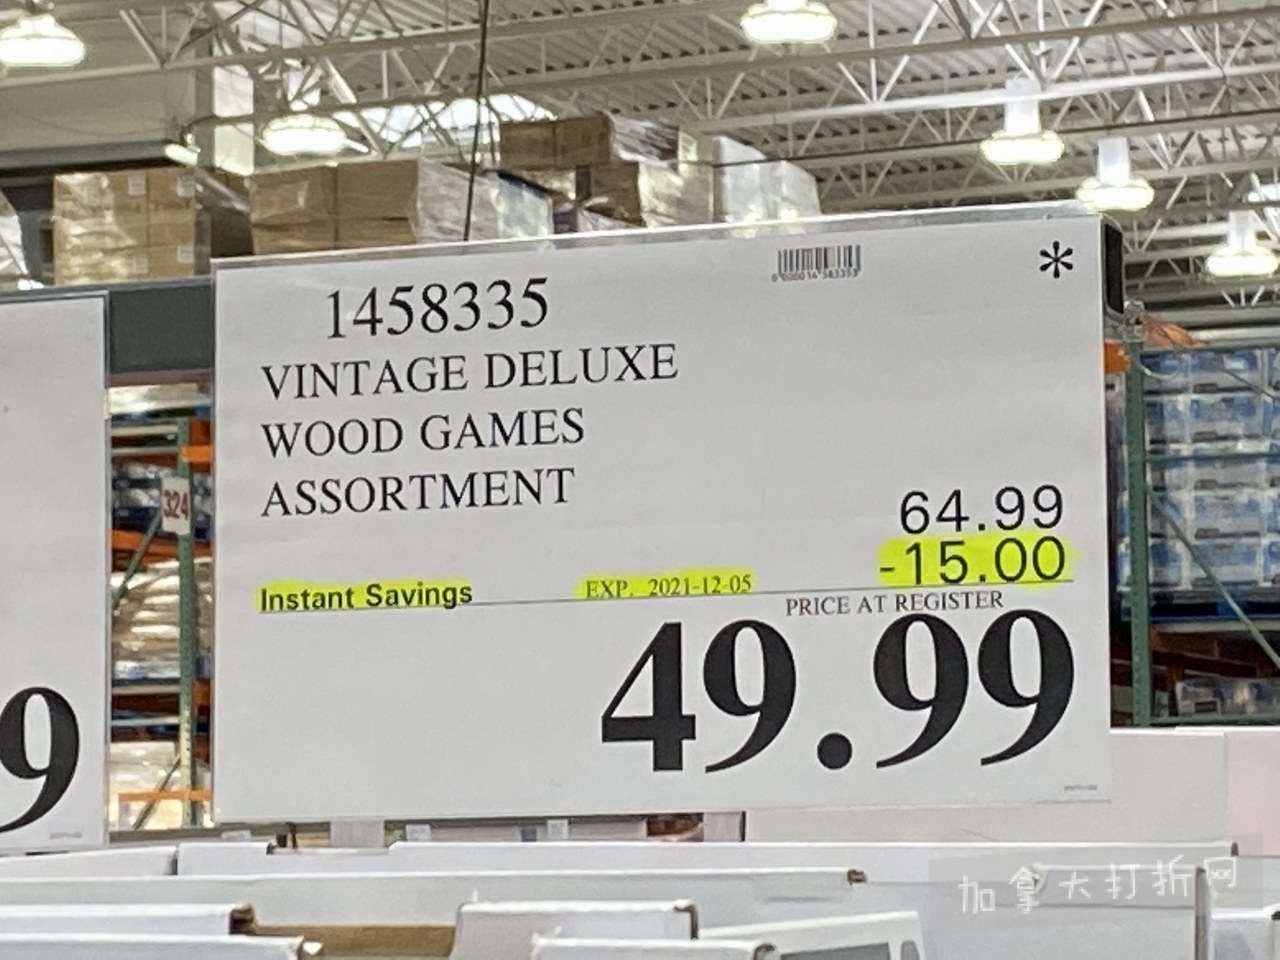 1458335
*
VINTAGE DELUXE
WOOD GAMES
ASSORTMENT
64.99
-15.00
Instant Savings
EXP. 2021-12-05
PRICE AT REGISTER
49.99
9
324
加拿大打折网